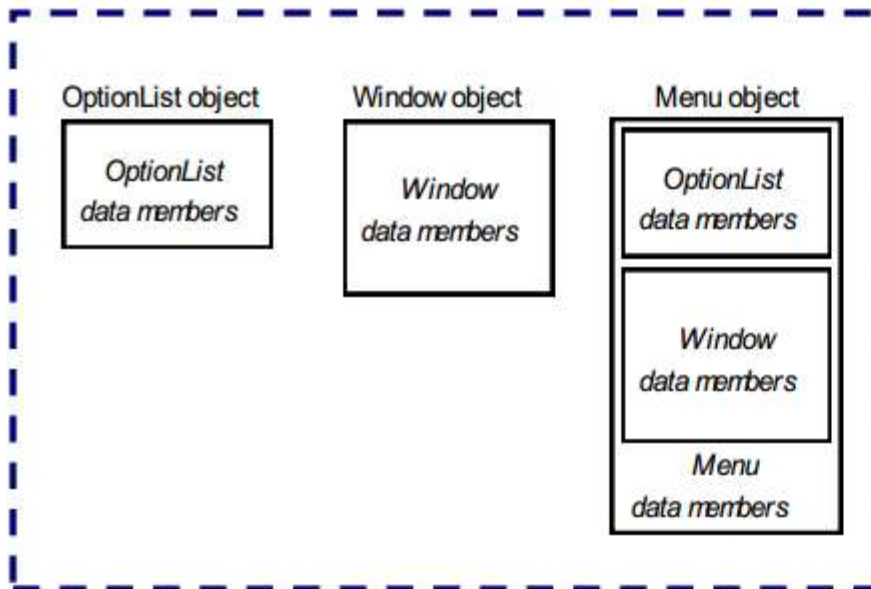 OptionList object
OptionList
data members
Window object
Window
data members
Menu object
OptionList
data members
Window
data members
Menu
data members